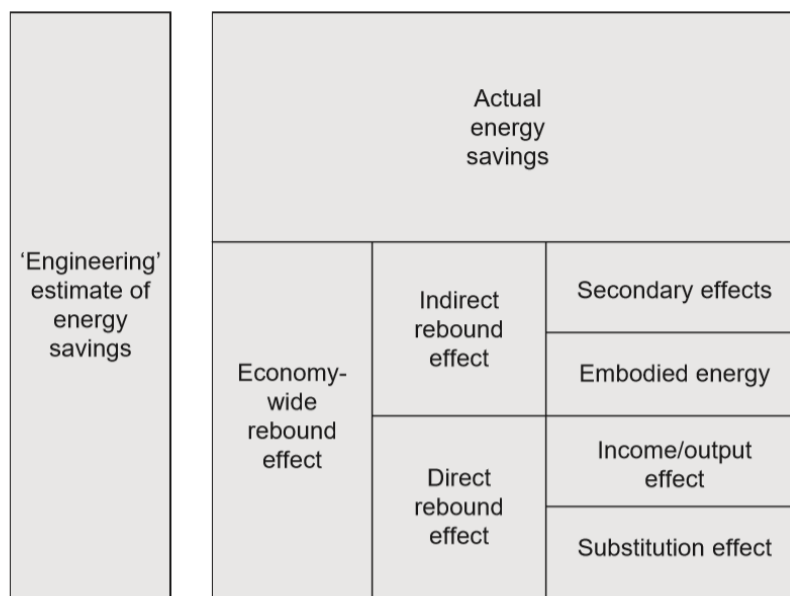 ‘Engineering’
estimate of
energy
savings
Actual
energy
savings
Economy-
wide
rebound
effect
Indirect
rebound
effect
Direct
rebound
effect
Secondary effects
Embodied energy
Income/output
effect
Substitution effect